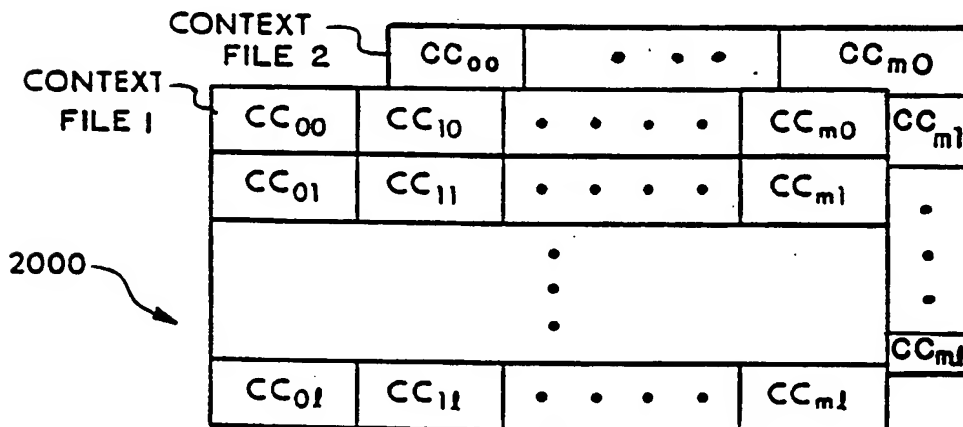 CONTEXT FILE 2
CC₀₀ • • • CCₘ₀
CONTEXT FILE 1
CC₀₀ CC₁₀ • • • • CCₘ₀ CCₘ₁
CC₀₁ CC₁₁ • • • • CCₘ₁
2000
CCₘℓ
CC₀ℓ CC₁ℓ • • • • CCₘℓ